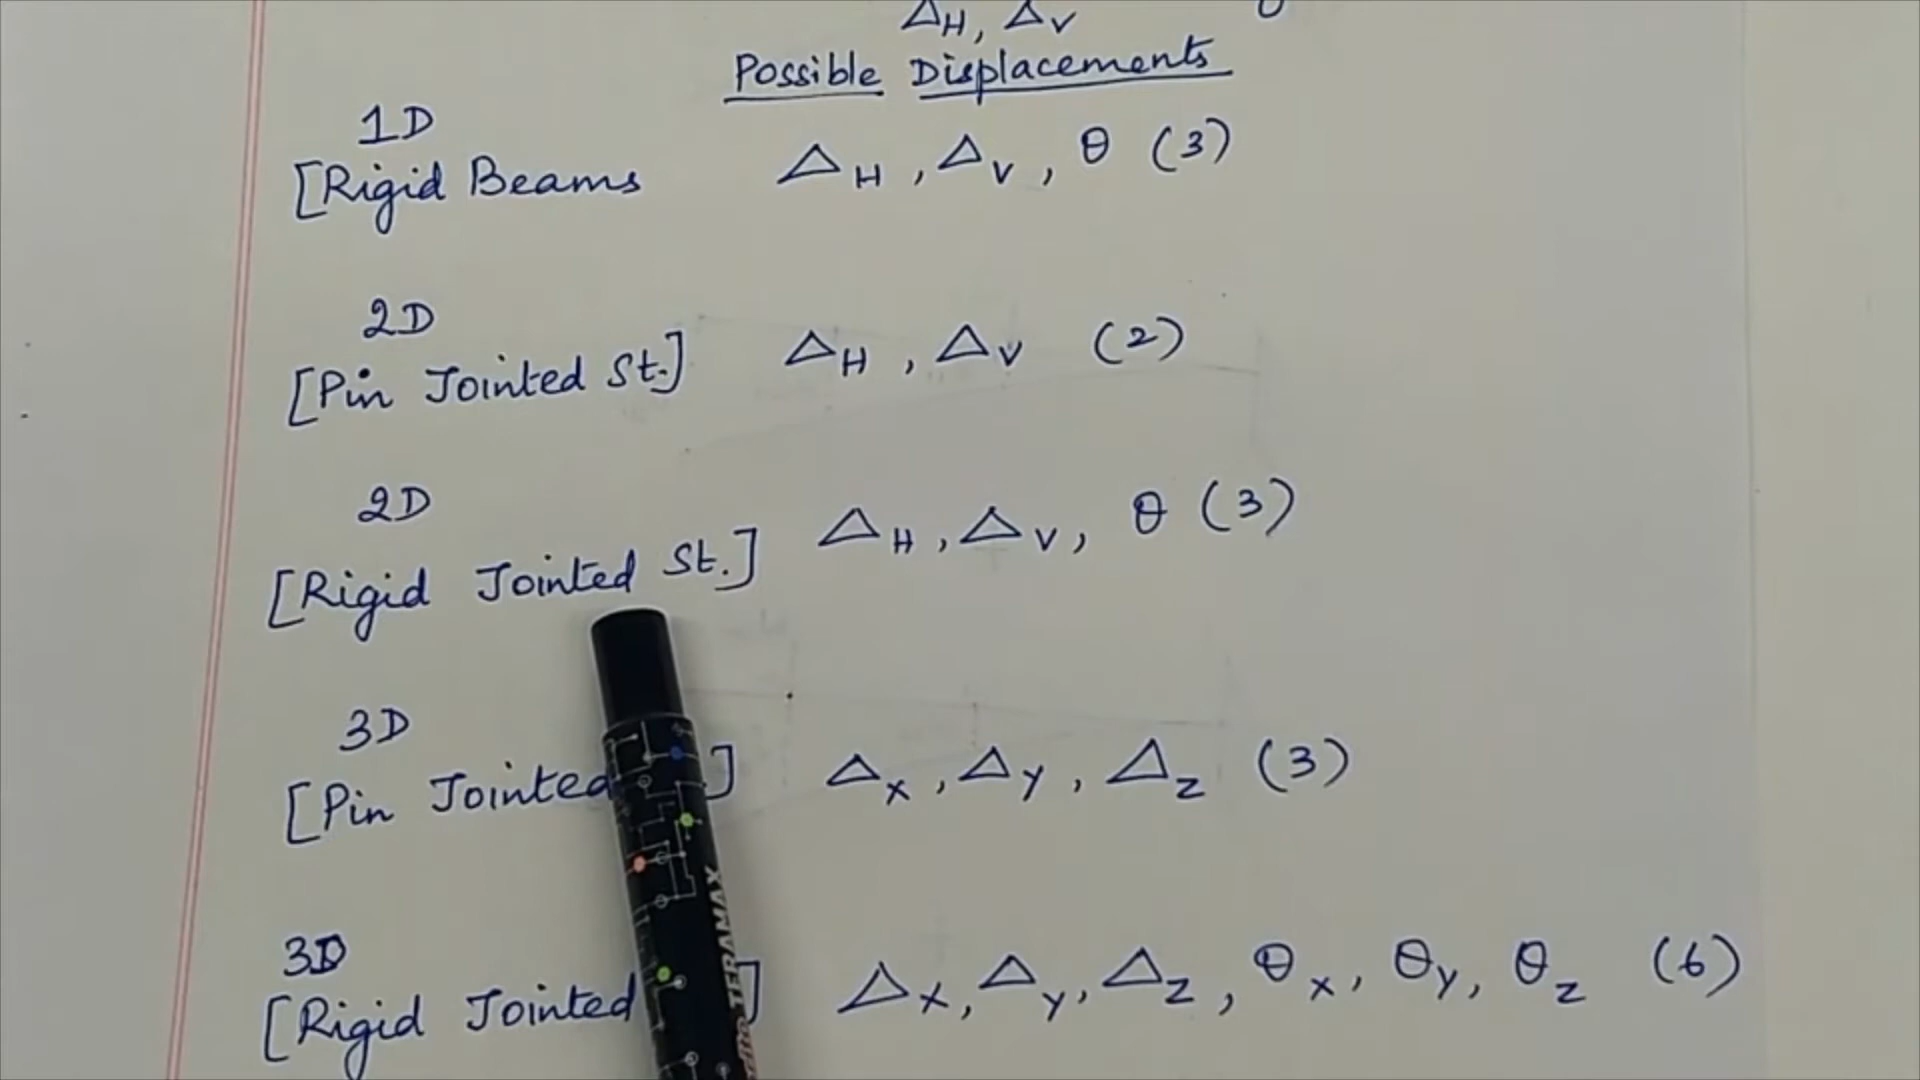 ΔH, ΔV
Possible Displacements
1D
[Rigid Beams ΔH, ΔV, θ (3)
2D
[Pin Jointed St.] ΔH, ΔV (2)
2D
[Rigid Jointed St.] ΔH, ΔV, θ (3)
3D
[Pin Jointed ] Δx, Δy, Δz (3)
3D
[Rigid Jointed ] Δx, Δy, Δz, θx, θy, θz (6)
TERAMAX